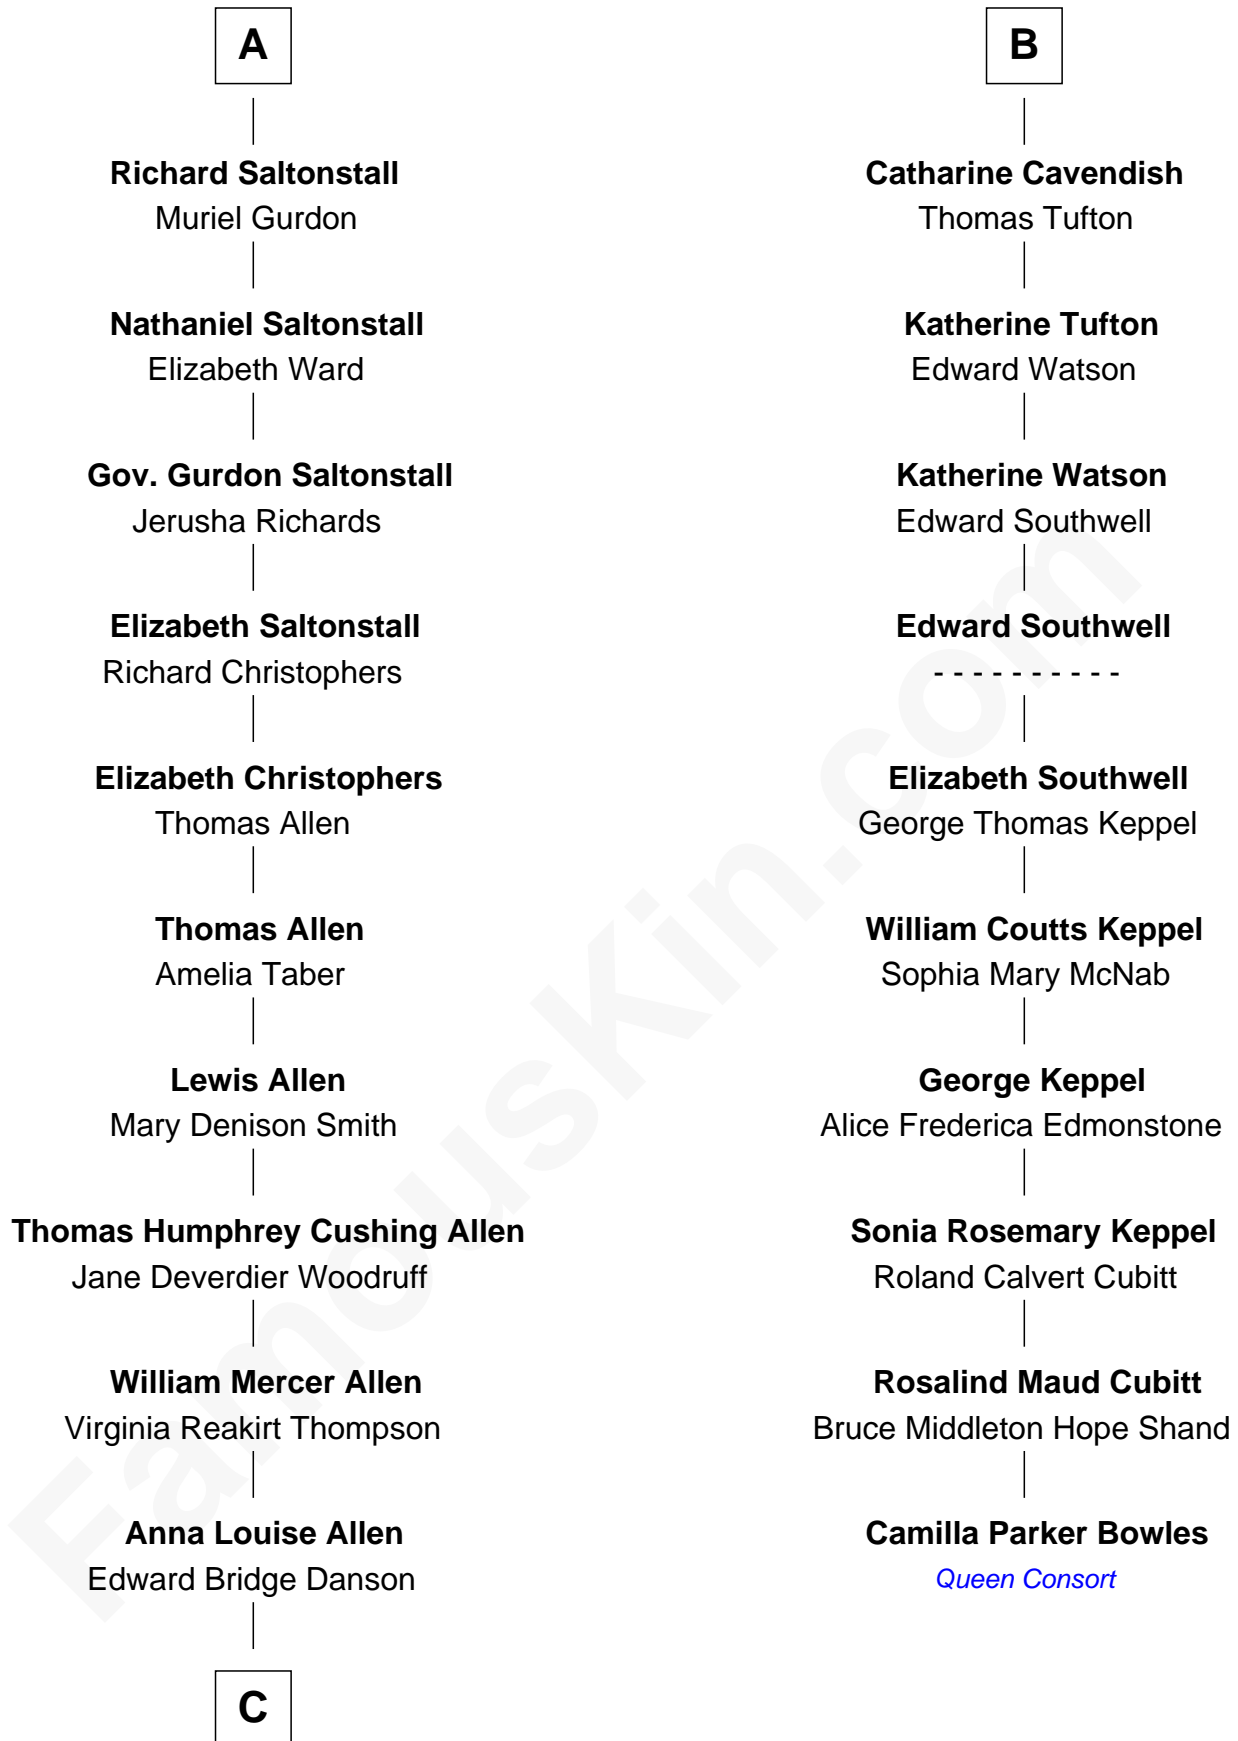 A
Richard Saltonstall
Muriel Gurdon
Nathaniel Saltonstall
Elizabeth Ward
Gov. Gurdon Saltonstall
Jerusha Richards
Elizabeth Saltonstall
Richard Christophers
Elizabeth Christophers
Thomas Allen
Thomas Allen
Amelia Taber
Lewis Allen
Mary Denison Smith
Thomas Humphrey Cushing Allen
Jane Deverdier Woodruff
William Mercer Allen
Virginia Reakirt Thompson
Anna Louise Allen
Edward Bridge Danson
C
B
Catharine Cavendish
Thomas Tufton
Katherine Tufton
Edward Watson
Katherine Watson
Edward Southwell
Edward Southwell
- - - - - - - - - -
Elizabeth Southwell
George Thomas Keppel
William Coutts Keppel
Sophia Mary McNab
George Keppel
Alice Frederica Edmonstone
Sonia Rosemary Keppel
Roland Calvert Cubitt
Rosalind Maud Cubitt
Bruce Middleton Hope Shand
Camilla Parker Bowles
Queen Consort
FamousKin.com